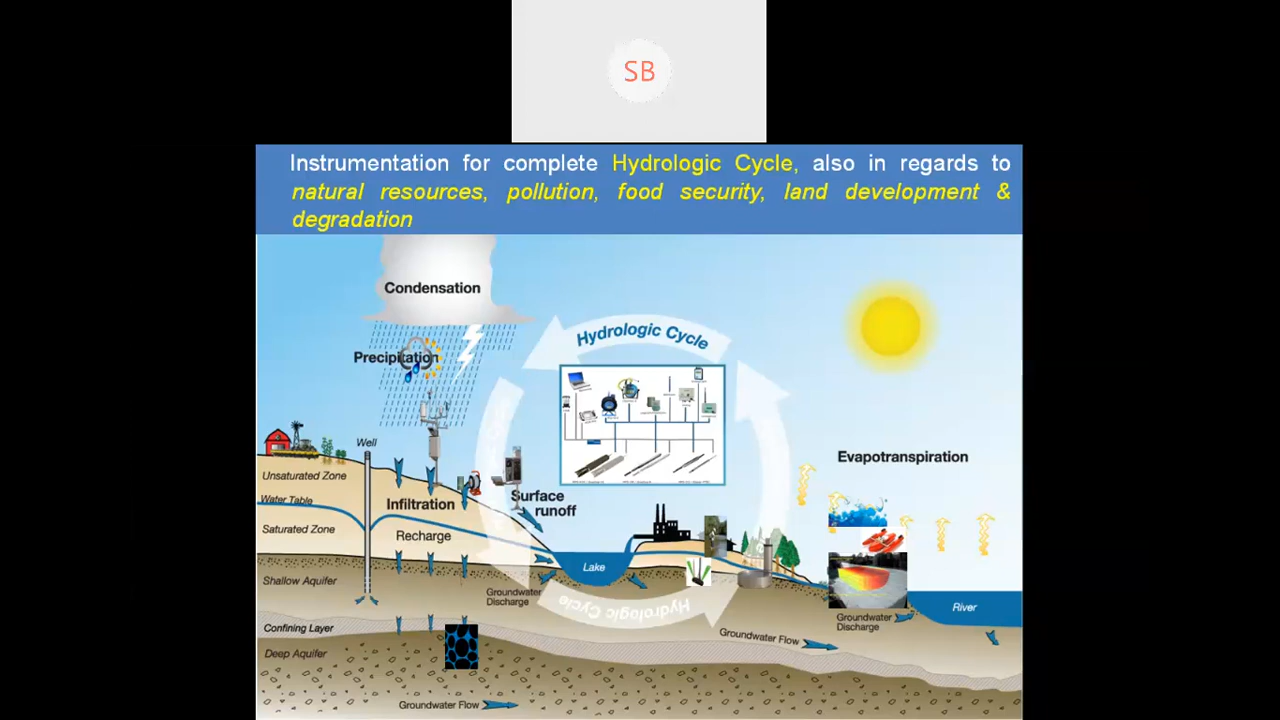 SB
Instrumentation for complete Hydrologic Cycle, also in regards to
natural resources, pollution, food security, land development &
degradation
Condensation
Hydrologic Cycle
Precipitation
Well
Evapotranspiration
Unsaturated Zone
Water Table
Infiltration
Surface
runoff
Saturated Zone
Recharge
Lake
Shallow Aquifer
Groundwater
Discharge
Hydrologic Cycle
River
Groundwater
Discharge
Confining Layer
Groundwater Flow
Deep Aquifer
Groundwater Flow